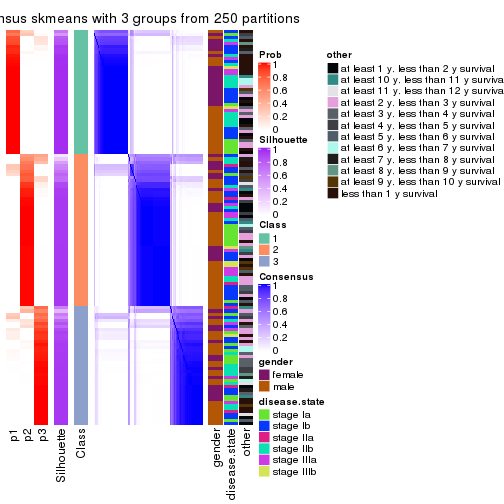 nsus skmeans with 3 groups from 250 partitions
Prob
1
0.8
0.6
0.4
0.2
0
Silhouette
1
0.8
0.6
0.4
0.2
0
Class
1
2
3
Consensus
1
0.8
0.6
0.4
0.2
0
gender
female
male
disease.state
stage Ia
stage Ib
stage IIa
stage IIb
stage IIIa
stage IIIb
other
at least 1 y. less than 2 y survival
at least 10 y. less than 11 y surviva
at least 11 y. less than 12 y surviva
at least 2 y. less than 3 y survival
at least 3 y. less than 4 y survival
at least 4 y. less than 5 y survival
at least 5 y. less than 6 y survival
at least 6 y. less than 7 y survival
at least 7 y. less than 8 y survival
at least 8 y. less than 9 y survival
at least 9 y. less than 10 y surviva
less than 1 y survival
p1
p2
p3
Silhouette
Class
gender
disease.state
other